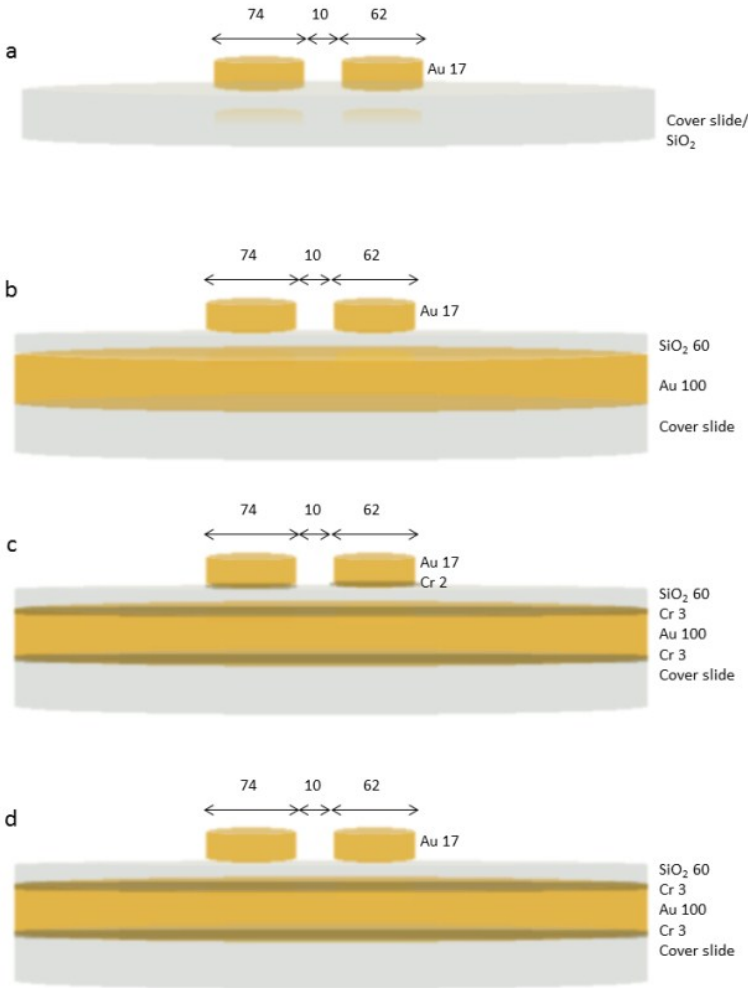 74 10 62
a
Au 17
Cover slide/
SiO₂
74 10 62
b
Au 17
SiO₂ 60
Au 100
Cover slide
74 10 62
c
Au 17
Cr 2
SiO₂ 60
Cr 3
Au 100
Cr 3
Cover slide
74 10 62
d
Au 17
SiO₂ 60
Cr 3
Au 100
Cr 3
Cover slide